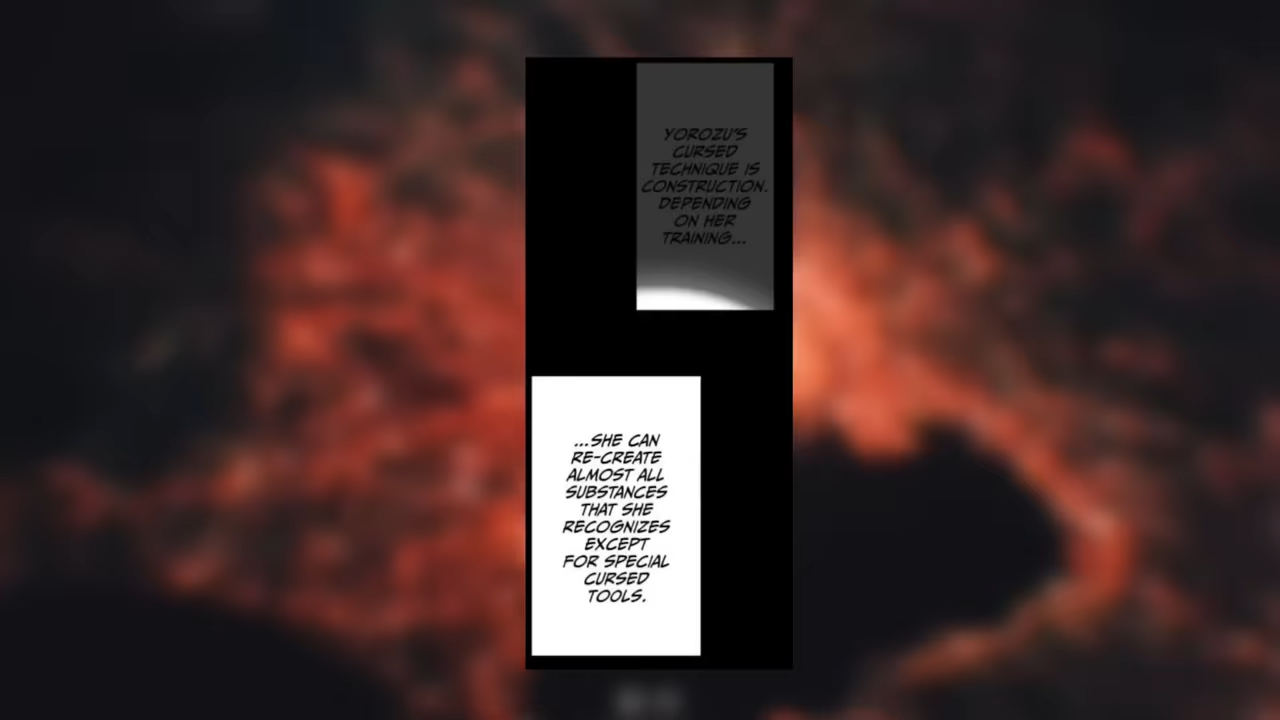 YOROZU'S
CURSED
TECHNIQUE IS
CONSTRUCTION.
DEPENDING
ON HER
TRAINING...
...SHE CAN
RE-CREATE
ALMOST ALL
SUBSTANCES
THAT SHE
RECOGNIZES
EXCEPT
FOR SPECIAL
CURSED
TOOLS.